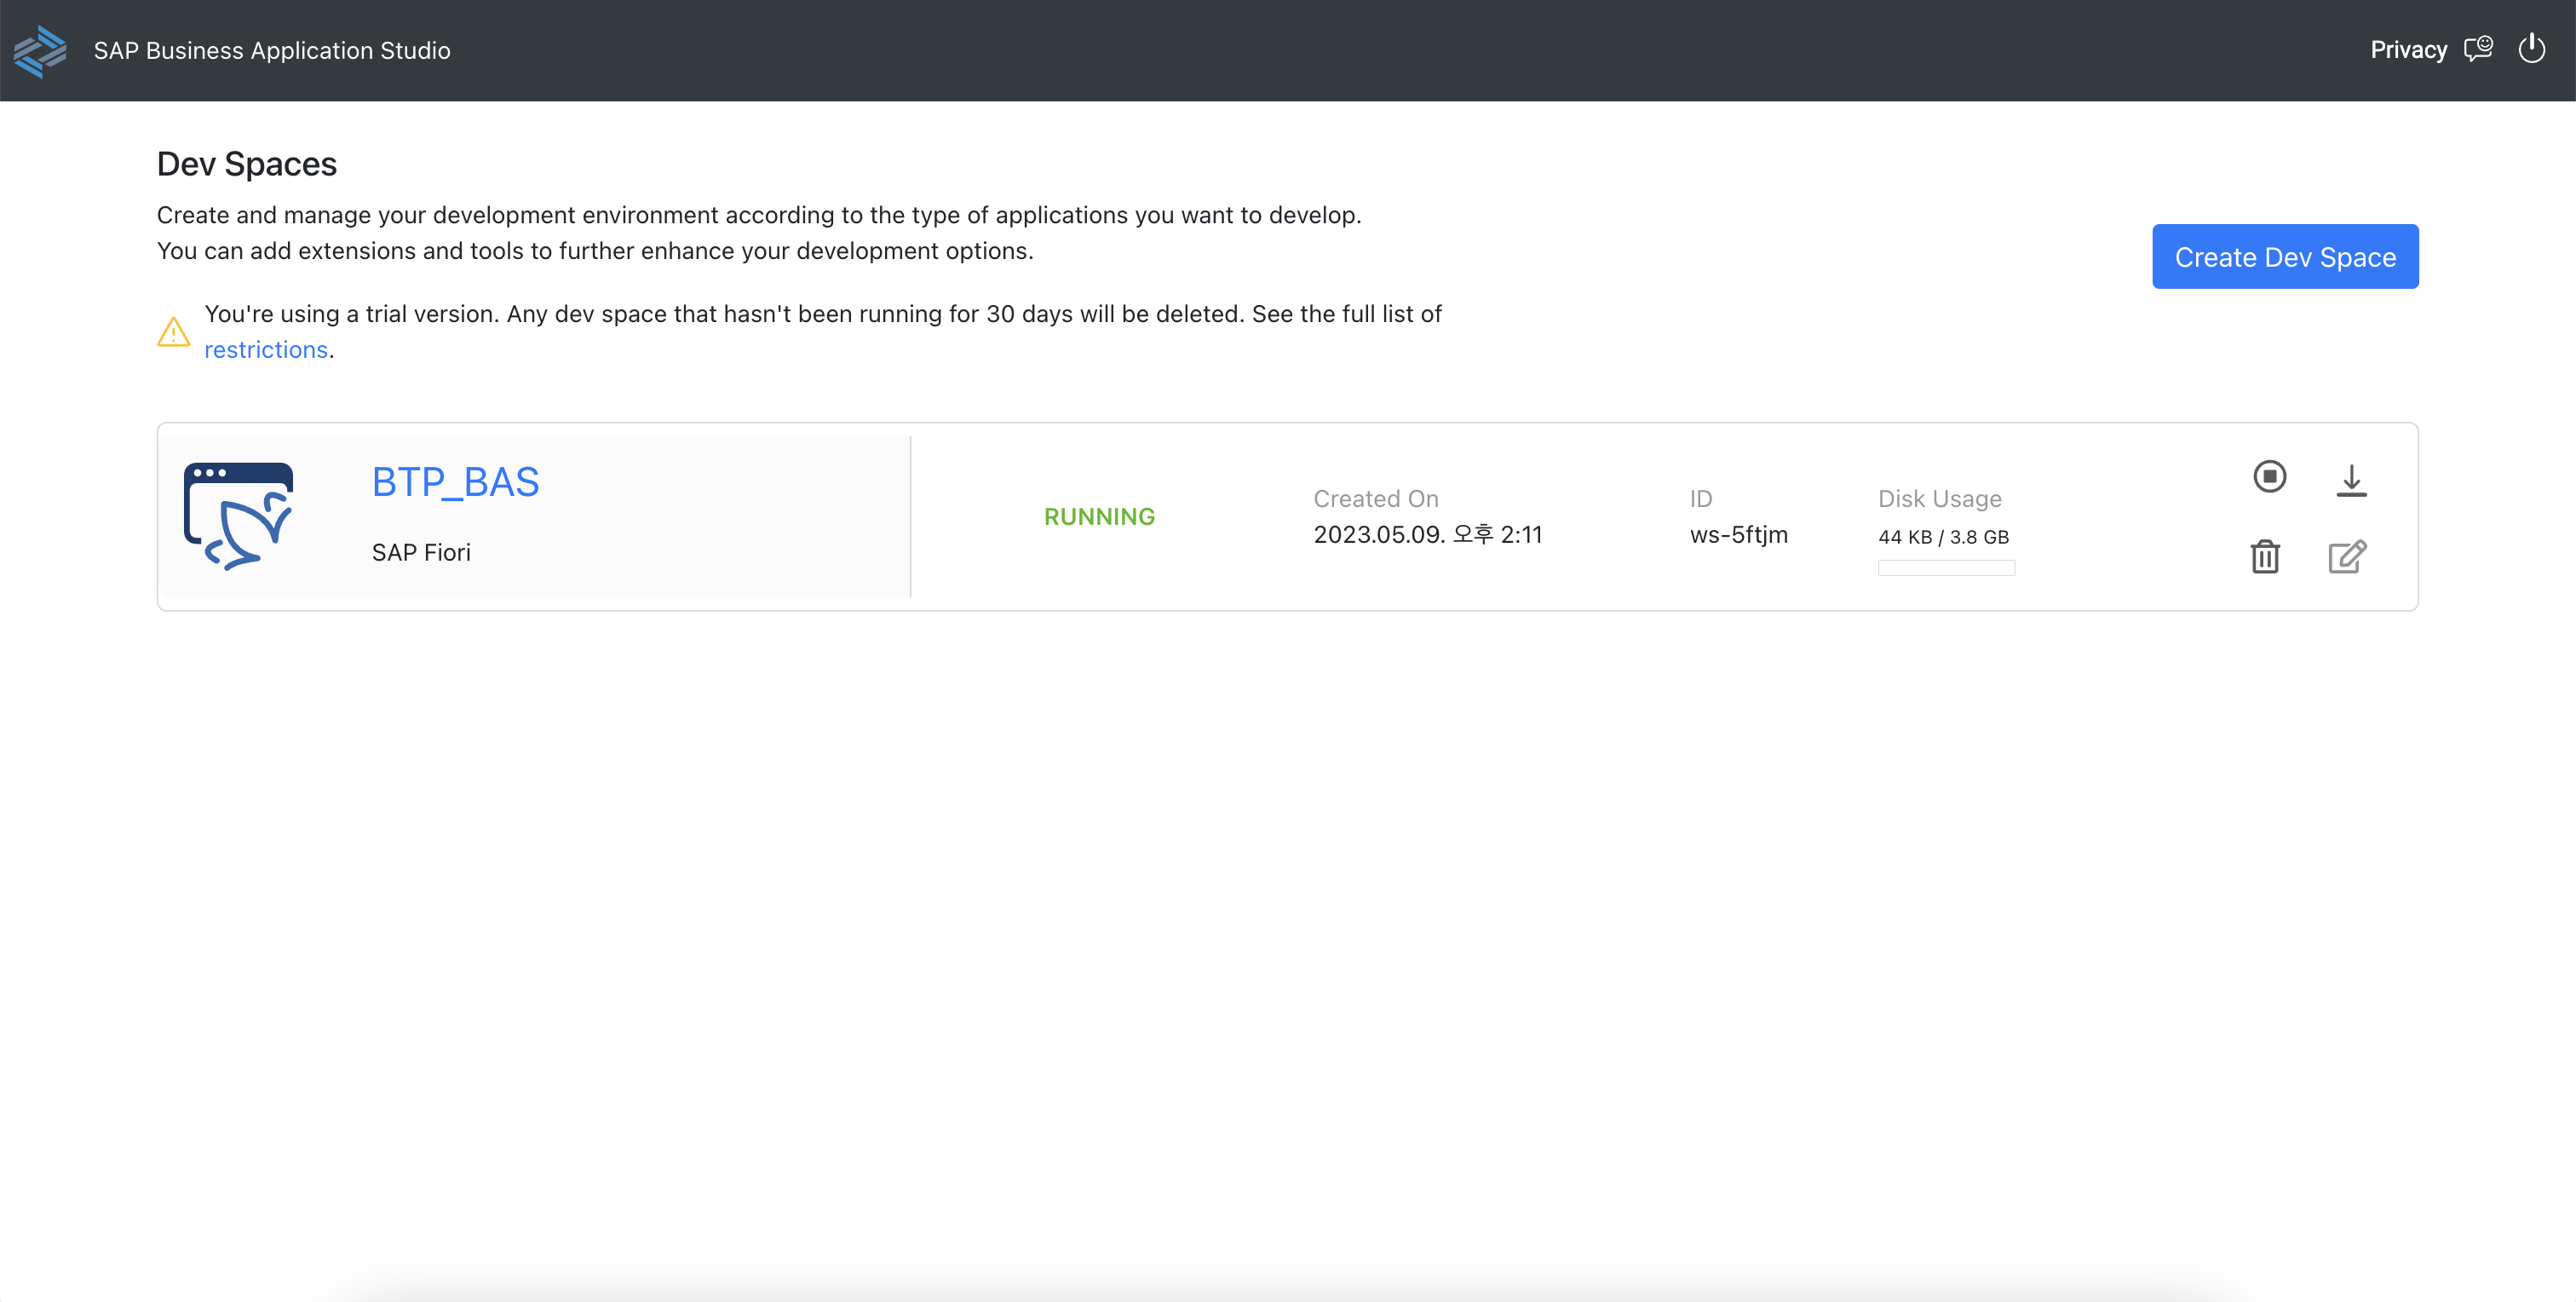 SAP Business Application Studio
Privacy
Dev Spaces
Create and manage your development environment according to the type of applications you want to develop.
You can add extensions and tools to further enhance your development options.
Create Dev Space
You're using a trial version. Any dev space that hasn't been running for 30 days will be deleted. See the full list of
restrictions.
BTP_BAS
SAP Fiori
RUNNING
Created On
2023.05.09. 오후 2:11
ID
ws-5ftjm
Disk Usage
44 KB / 3.8 GB